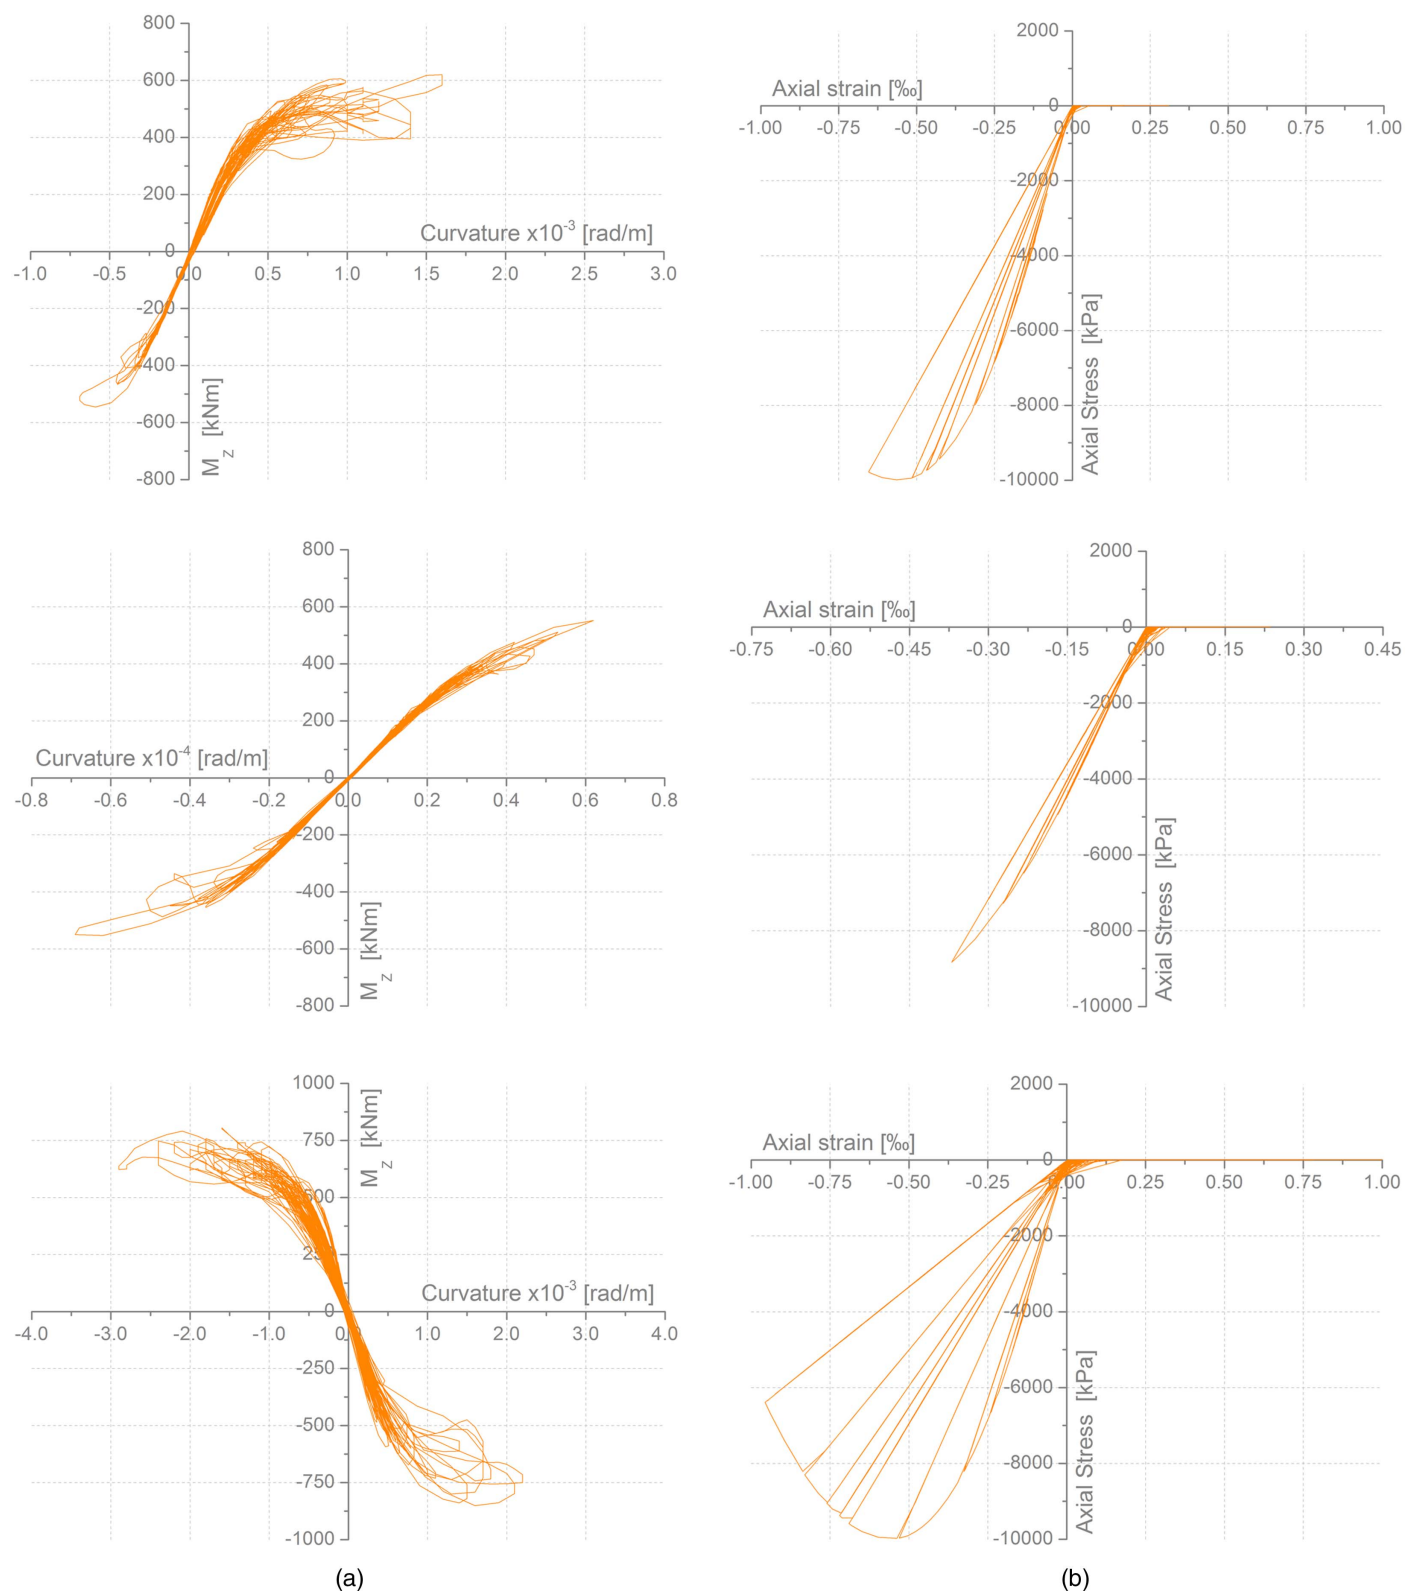 800
600
400
200
0
-200
-400
-600
-800
Curvature x10⁻³ [rad/m]
-1.0 -0.5 0.0 0.5 1.0 1.5 2.0 2.5 3.0
M_z [kNm]
2000
0
-2000
-4000
-6000
-8000
-10000
Axial strain [‰]
-1.00 -0.75 -0.50 -0.25 0.00 0.25 0.50 0.75 1.00
Axial Stress [kPa]
800
600
400
200
0
-200
-400
-600
-800
Curvature x10⁻⁴ [rad/m]
-0.8 -0.6 -0.4 -0.2 0.0 0.2 0.4 0.6 0.8
M_z [kNm]
2000
0
-2000
-4000
-6000
-8000
-10000
Axial strain [‰]
-0.75 -0.60 -0.45 -0.30 -0.15 0.00 0.15 0.30 0.45
Axial Stress [kPa]
1000
750
500
250
0
-250
-500
-750
-1000
M_z [kNm]
Curvature x10⁻³ [rad/m]
-4.0 -3.0 -2.0 -1.0 0.0 1.0 2.0 3.0 4.0
2000
0
-2000
-4000
-6000
-8000
-10000
Axial strain [‰]
-1.00 -0.75 -0.50 -0.25 0.00 0.25 0.50 0.75 1.00
Axial Stress [kPa]
(a)
(b)